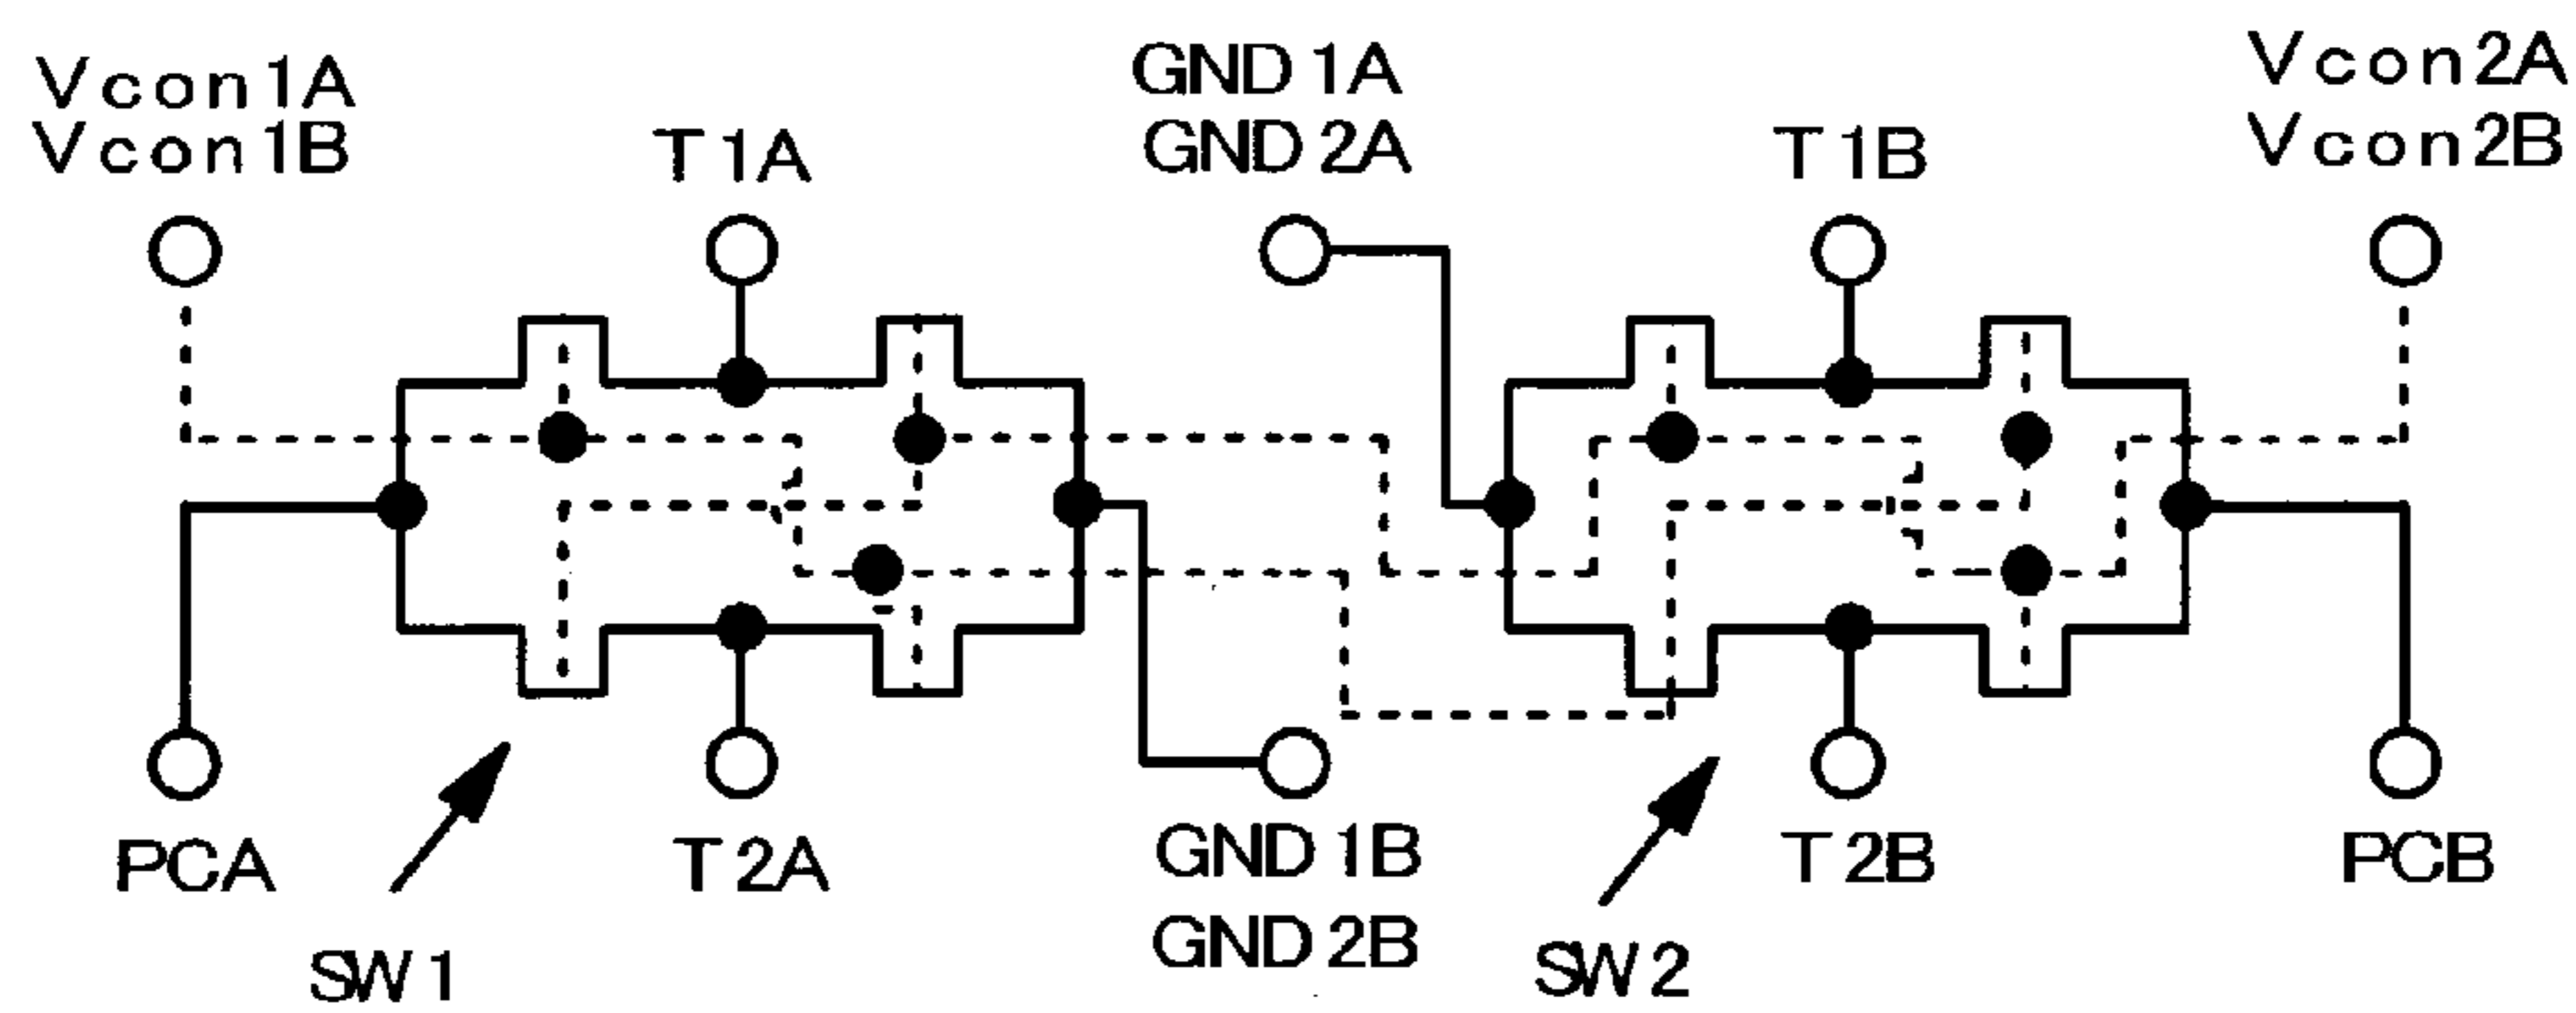 Vcon1A
Vcon1B
T1A
GND1A
GND2A
T1B
Vcon2A
Vcon2B
PCA
T2A
GND1B
GND2B
T2B
PCB
SW1
SW2